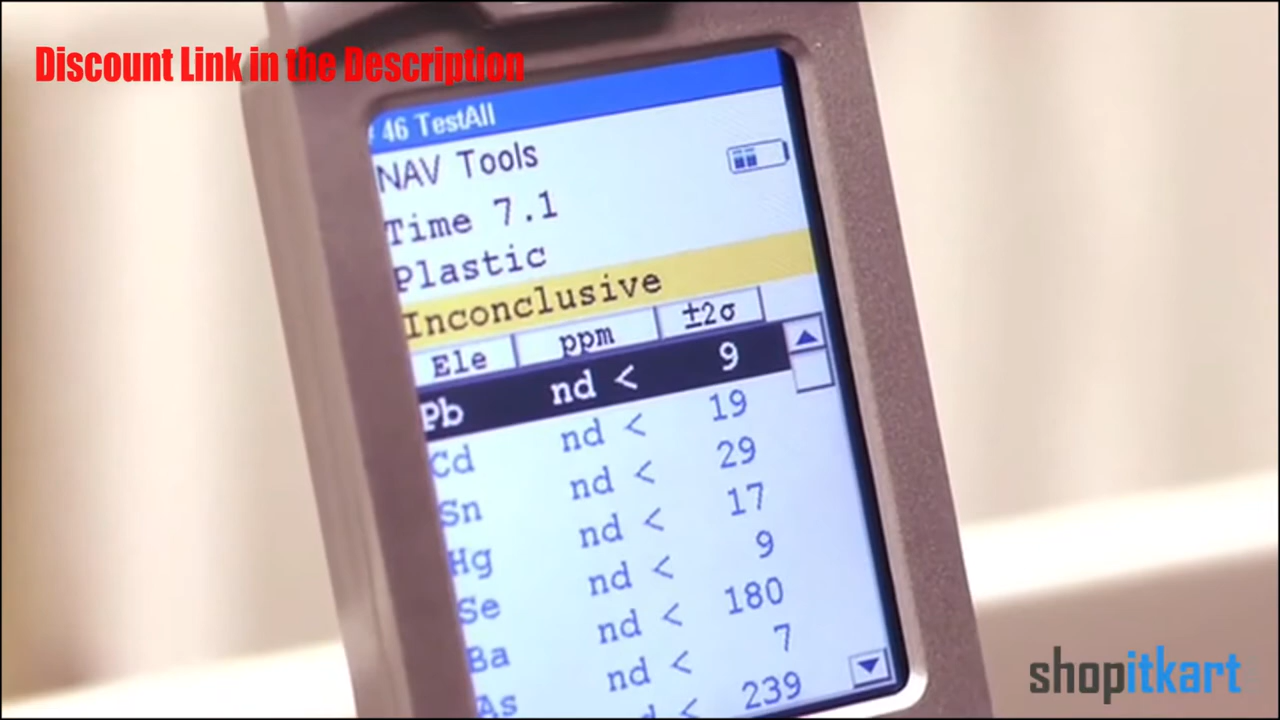 Discount Link in the Description
46 TestAll
NAV Tools
Time 7.1
Plastic
Inconclusive
Ele ppm ±2σ
Pb nd < 9
Cd nd < 19
Sn nd < 29
Hg nd < 17
Se nd < 9
Ba nd < 180
As nd < 7
< 239
shopitkart